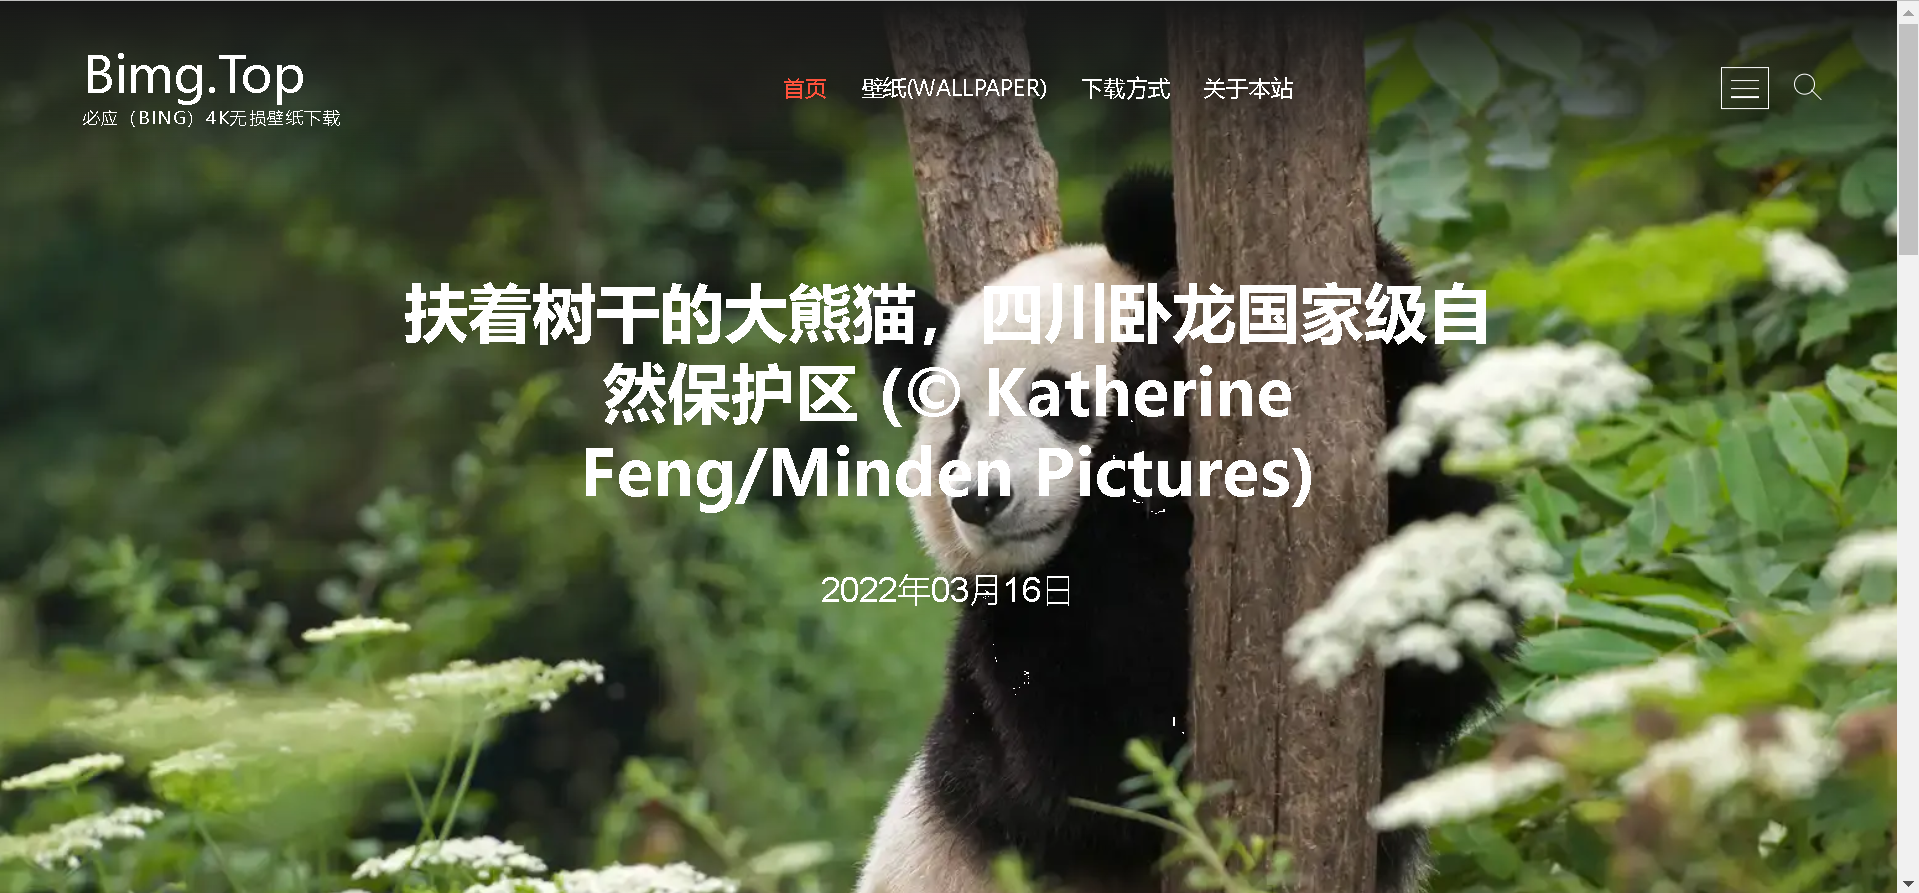 Bimg.Top
必应（BING）4K无损壁纸下载
首页 壁纸(WALLPAPER) 下载方式 关于本站
扶着树干的大熊猫，四川卧龙国家级自
然保护区 (© Katherine
Feng/Minden Pictures)
2022年03月16日